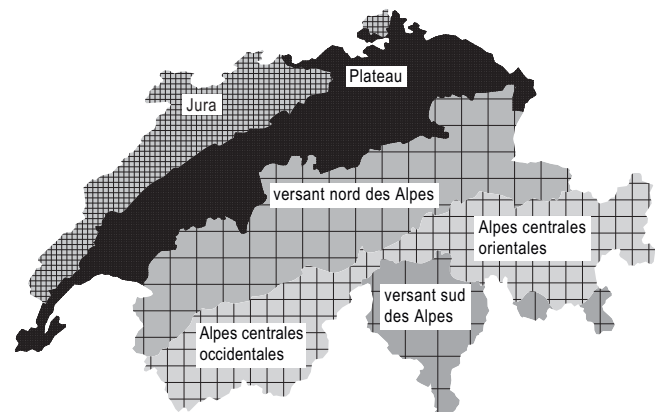 Plateau
Jura
versant nord des Alpes
Alpes centrales
orientales
versant sud
des Alpes
Alpes centrales
occidentales